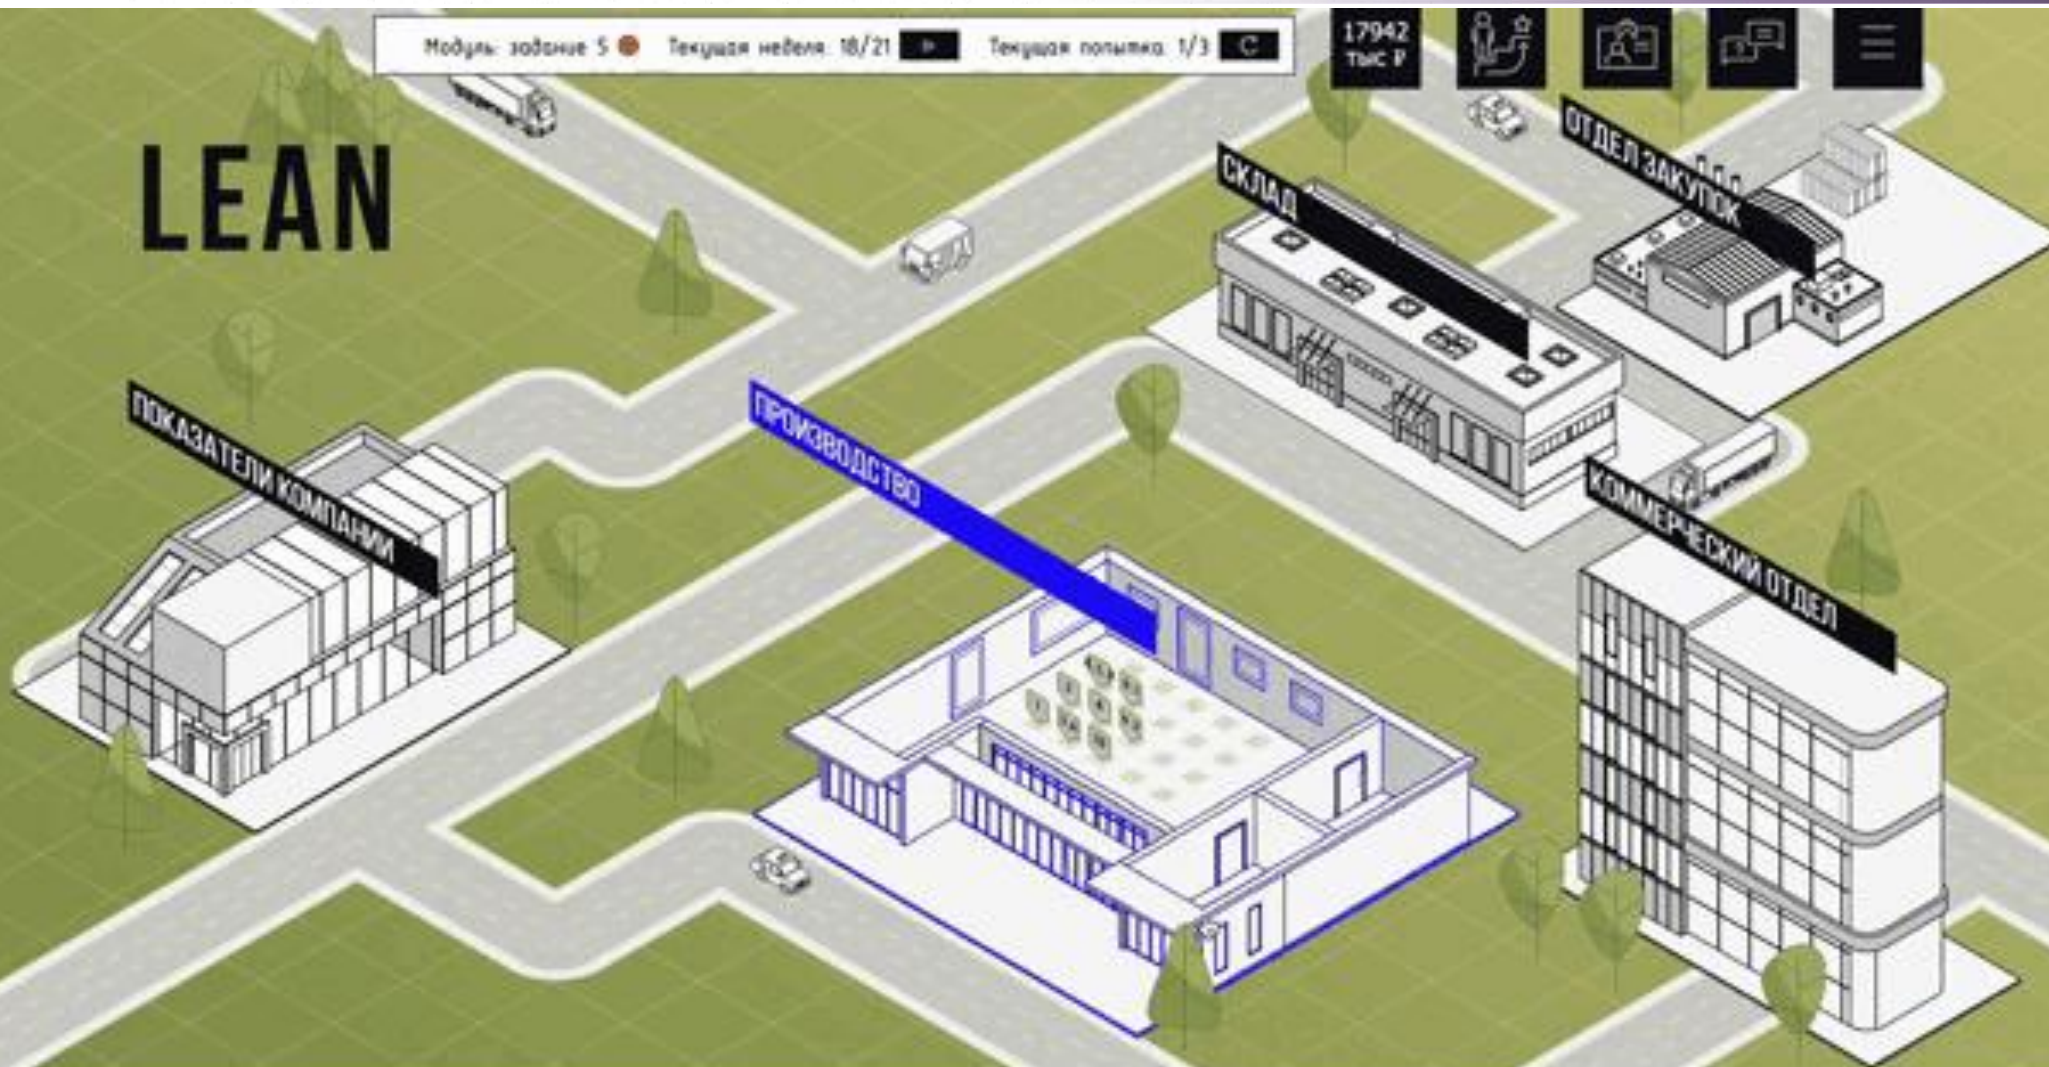 Модуль: задание 5
Текущая неделя: 18/21
Текущая попытка: 1/3
17942
тыс ₽
LEAN
ОТДЕЛ ЗАКУПОК
СКЛАД
ПОКАЗАТЕЛИ КОМПАНИИ
ПРОИЗВОДСТВО
КОММЕРЧЕСКИЙ ОТДЕЛ